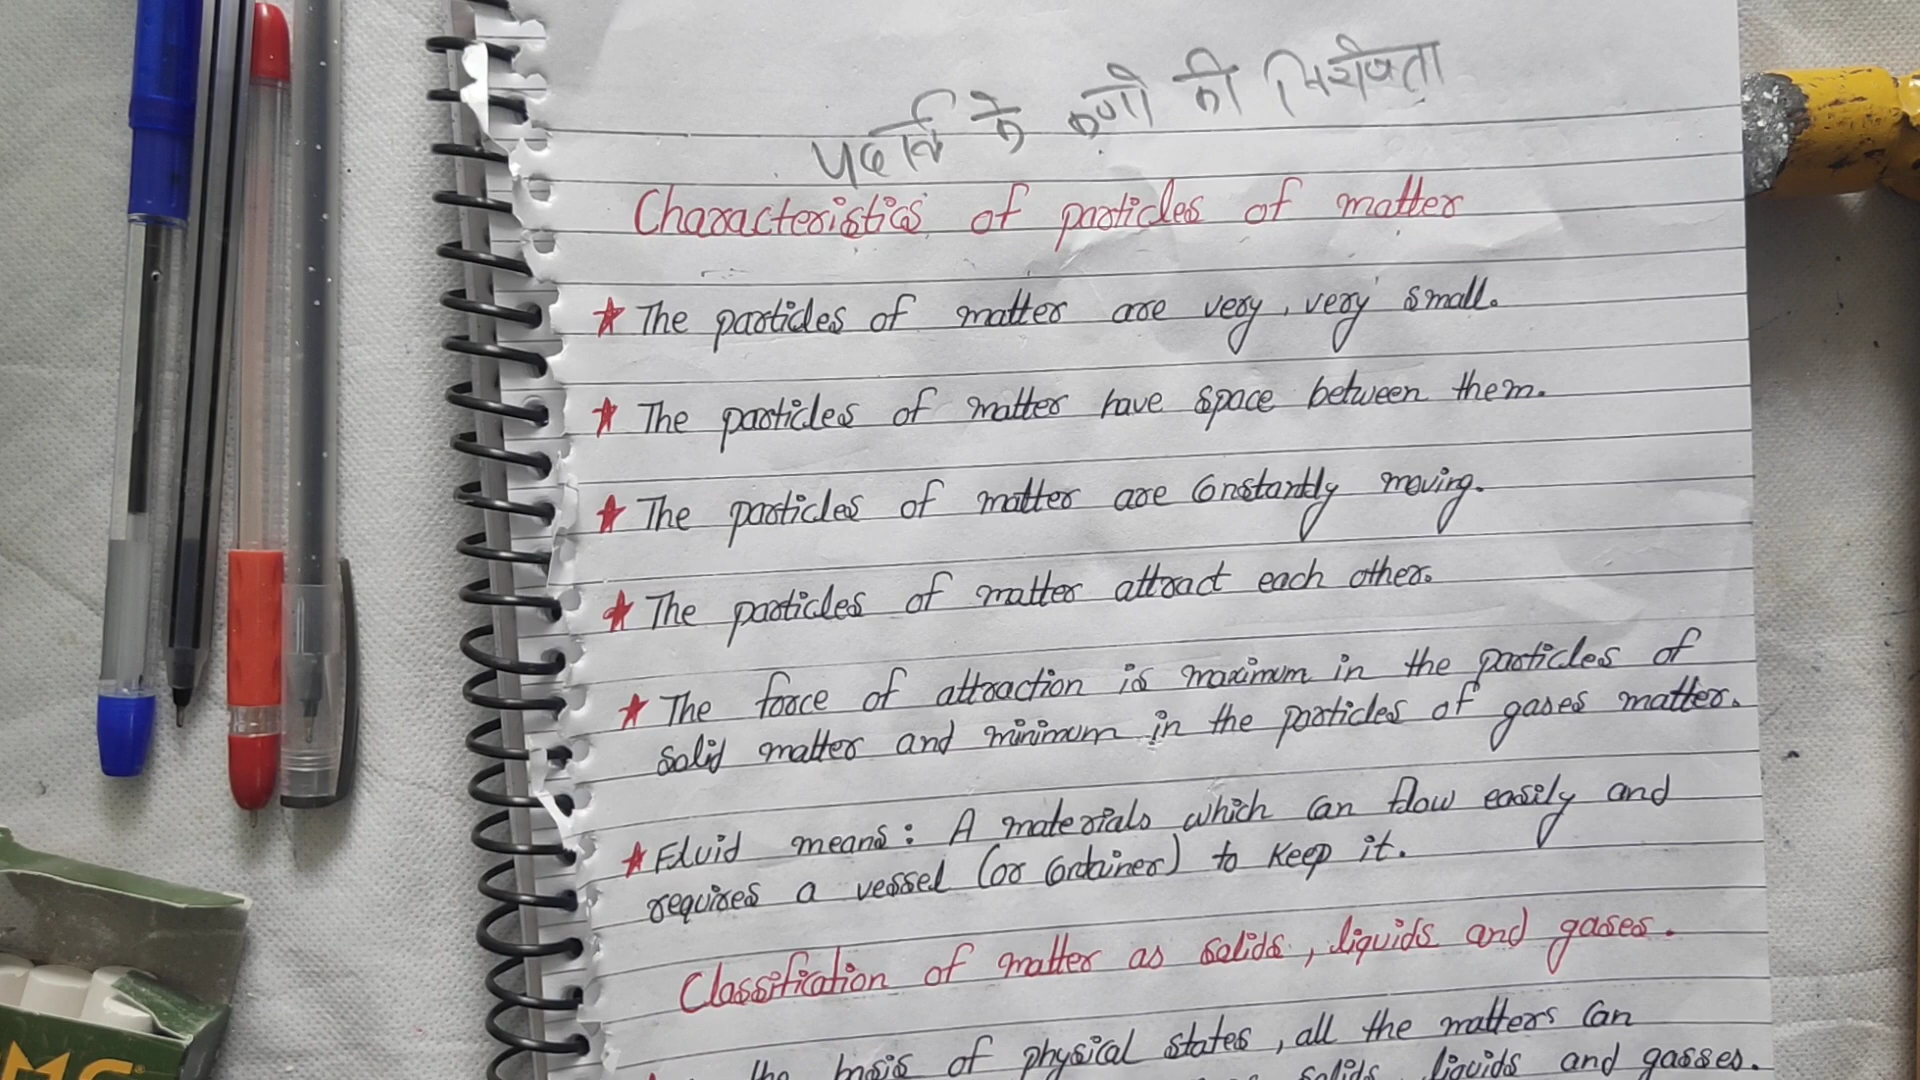 पदार्थ के कणो की विशेषता
Characteristics of particles of matter
★ The particles of matter are very, very small.
★ The particles of matter have space between them.
★ The particles of matter are constantly moving.
★ The particles of matter attract each other.
★ The force of attraction is maximum in the particles of
solid matter and minimum in the particles of gases matter.
★ Fluid means: A materials which can flow easily and
requires a vessel (or container) to keep it.
Classification of matter as solids, liquids and gases.
the basis of physical states, all the matters can
solids, liquids and gasses.